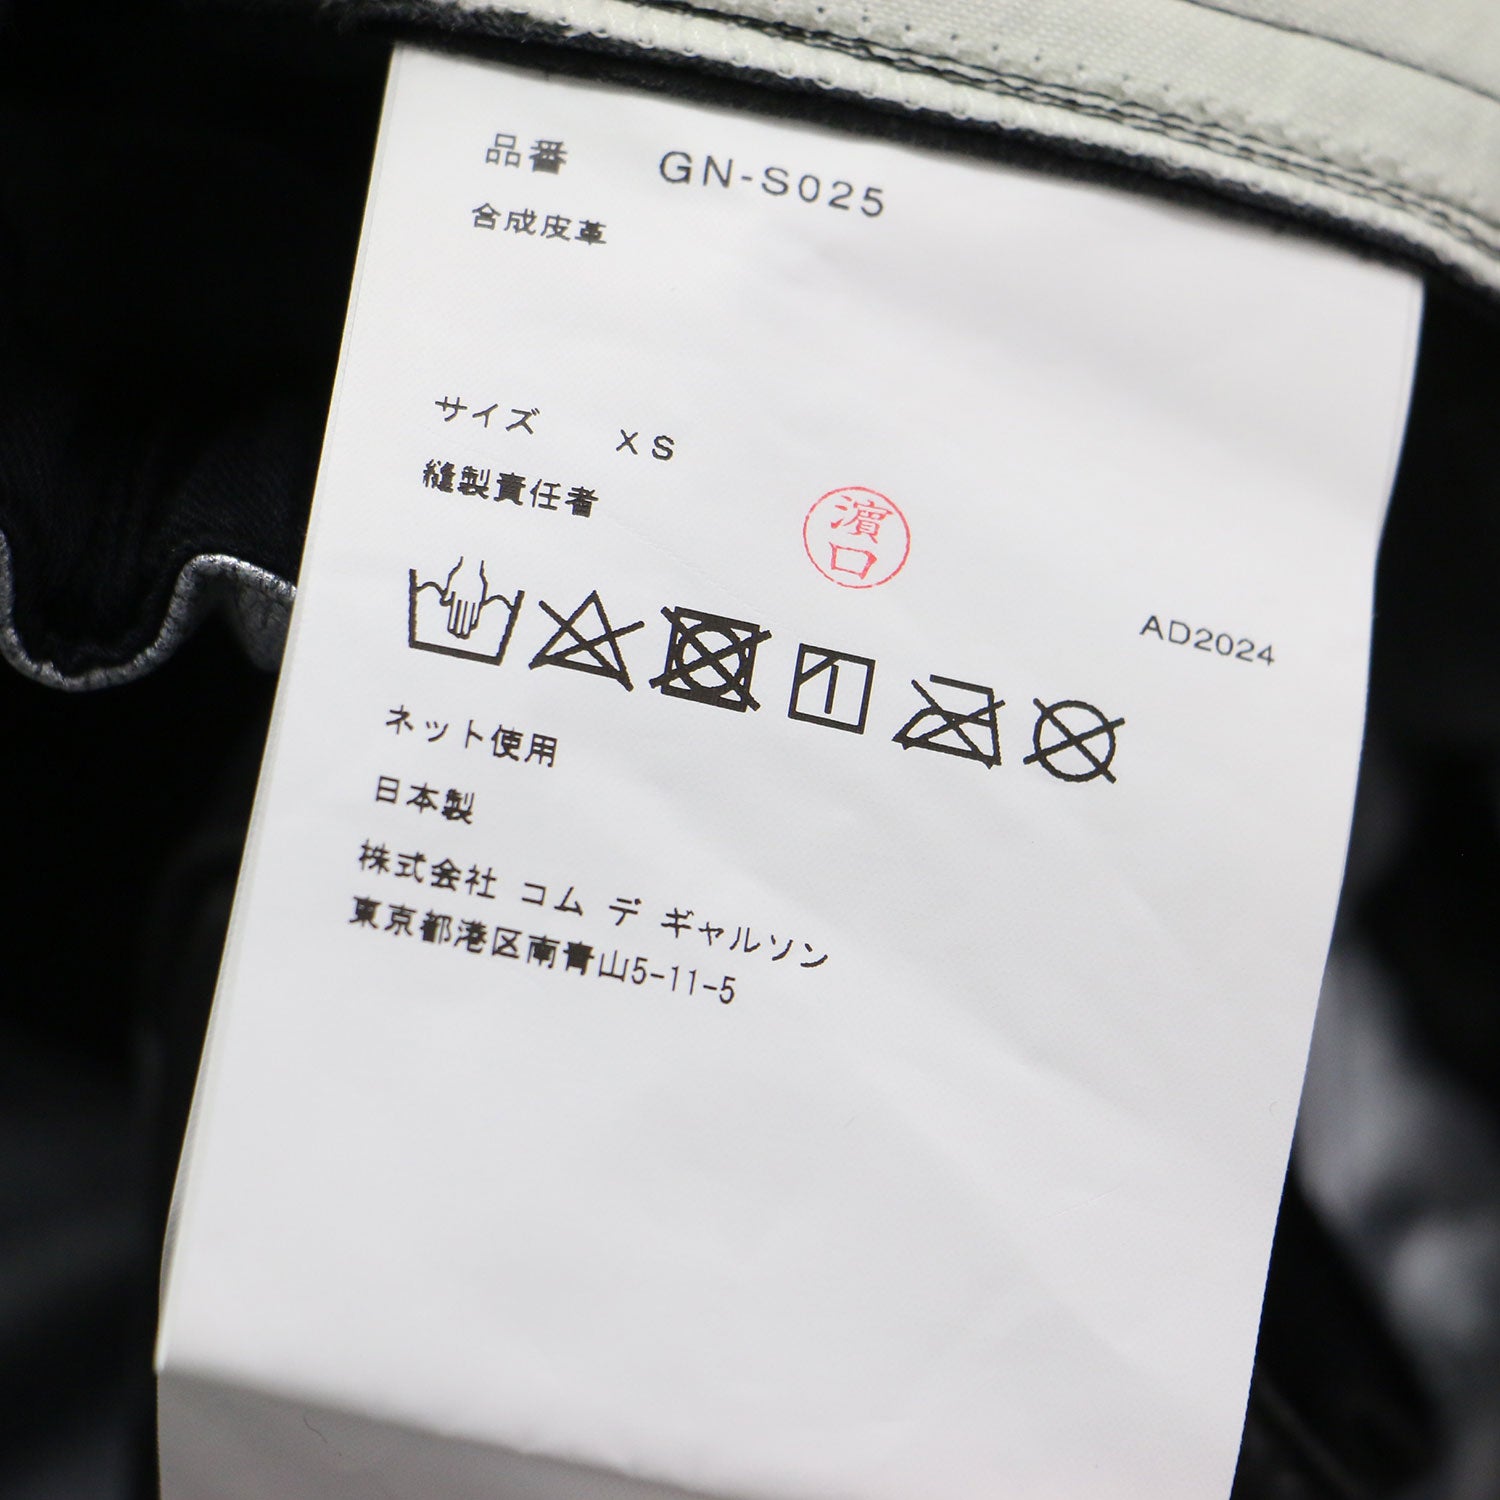 品番 GN-S025
合成皮革
サイズ XS
縫製責任者
濵口
AD2024
ネット使用
日本製
株式会社 コム デ ギャルソン
東京都港区南青山5-11-5